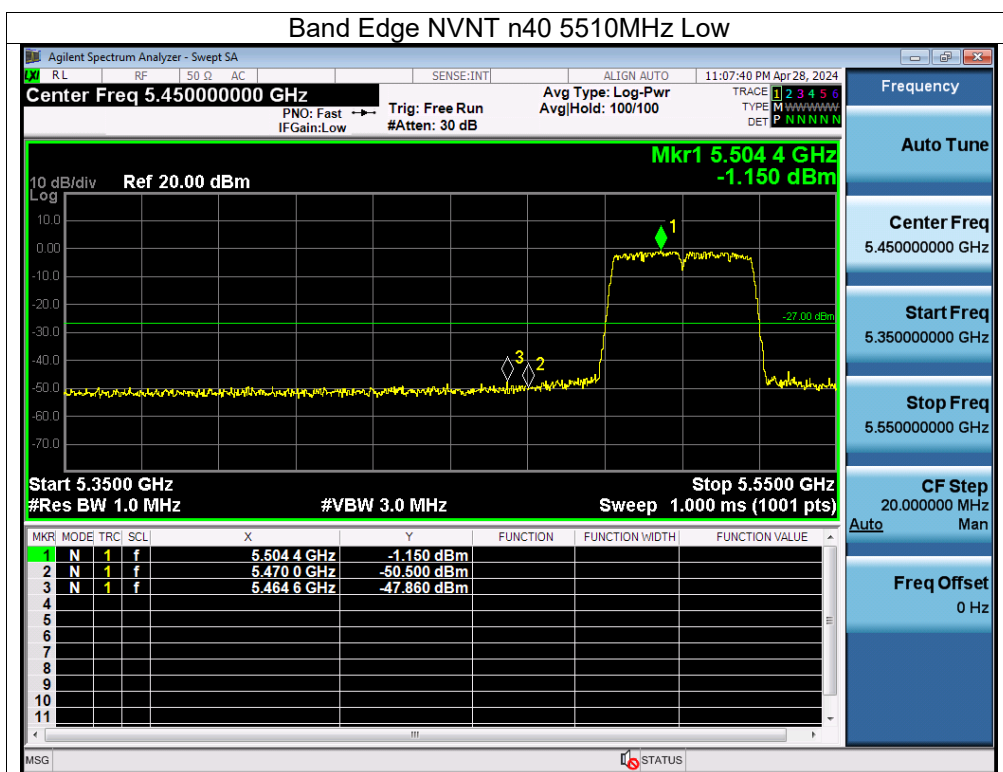 Band Edge NVNT n40 5510MHz Low
Agilent Spectrum Analyzer - Swept SA
LXI RL RF 50 Ω AC SENSE:INT ALIGN AUTO 11:07:40 PM Apr 28, 2024
Center Freq 5.450000000 GHz
PNO: Fast
IFGain:Low
Trig: Free Run
#Atten: 30 dB
Avg Type: Log-Pwr
Avg|Hold: 100/100
TRACE 1 2 3 4 5 6
TYPE M WWWWW
DET P N N N N N
Mkr1 5.504 4 GHz
-1.150 dBm
10 dB/div Ref 20.00 dBm
Log
10.0
0.00
-10.0
-20.0
-30.0
-40.0
-50.0
-60.0
-70.0
1
-27.00 dBm
3
2
Start 5.3500 GHz Stop 5.5500 GHz
#Res BW 1.0 MHz #VBW 3.0 MHz Sweep 1.000 ms (1001 pts)
MKR MODE TRC SCL X Y FUNCTION FUNCTION WIDTH FUNCTION VALUE
1 N 1 f 5.504 4 GHz -1.150 dBm
2 N 1 f 5.470 0 GHz -50.500 dBm
3 N 1 f 5.464 6 GHz -47.860 dBm
4
5
6
7
8
9
10
11
MSG STATUS
Frequency
Auto Tune
Center Freq
5.450000000 GHz
Start Freq
5.350000000 GHz
Stop Freq
5.550000000 GHz
CF Step
20.000000 MHz
Auto Man
Freq Offset
0 Hz